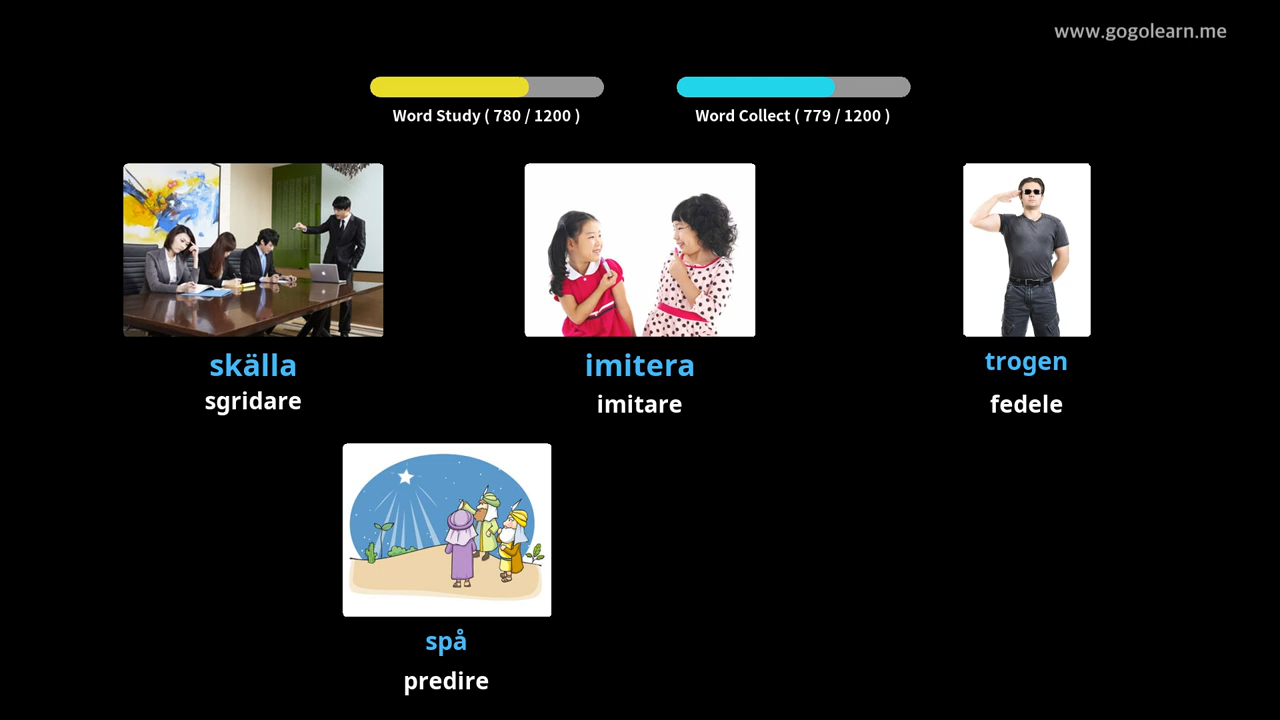 www.gogolearn.me
Word Study ( 780 / 1200 )
Word Collect ( 779 / 1200 )
skälla
sgridare
imitera
imitare
trogen
fedele
spå
predire